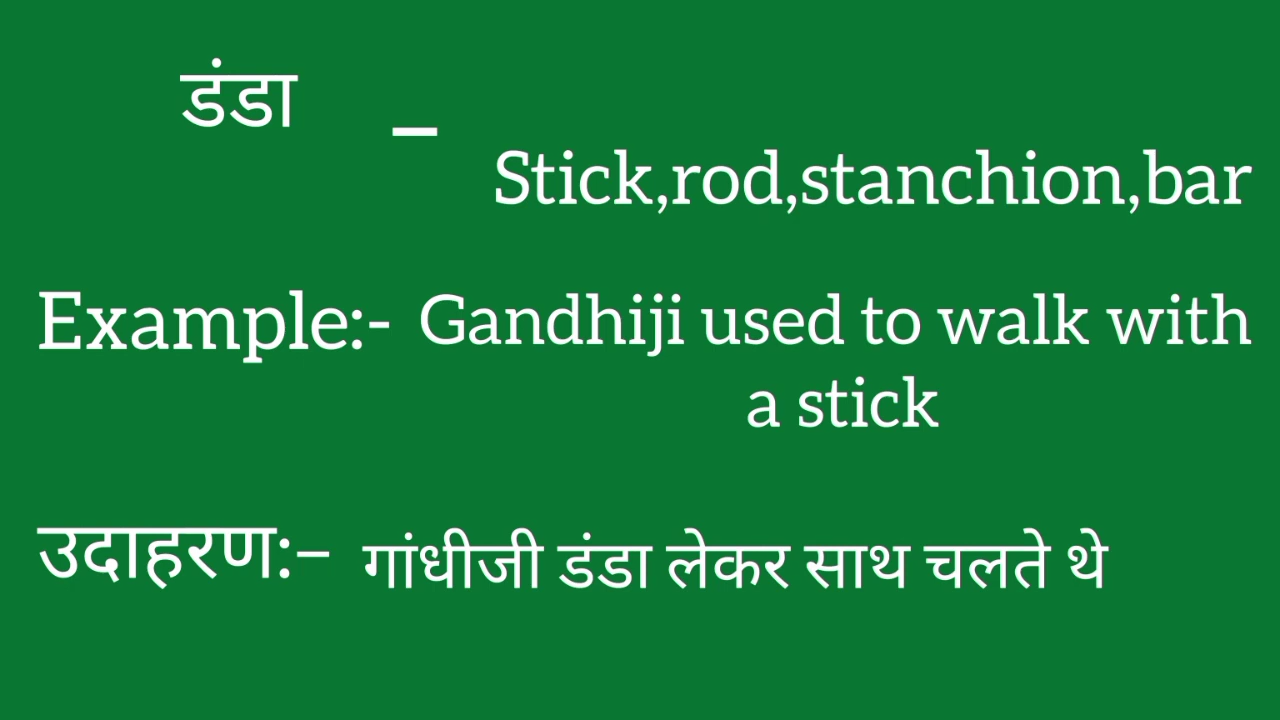 डंडा _
Stick,rod,stanchion,bar
Example:- Gandhiji used to walk with
a stick
उदाहरण:– गांधीजी डंडा लेकर साथ चलते थे